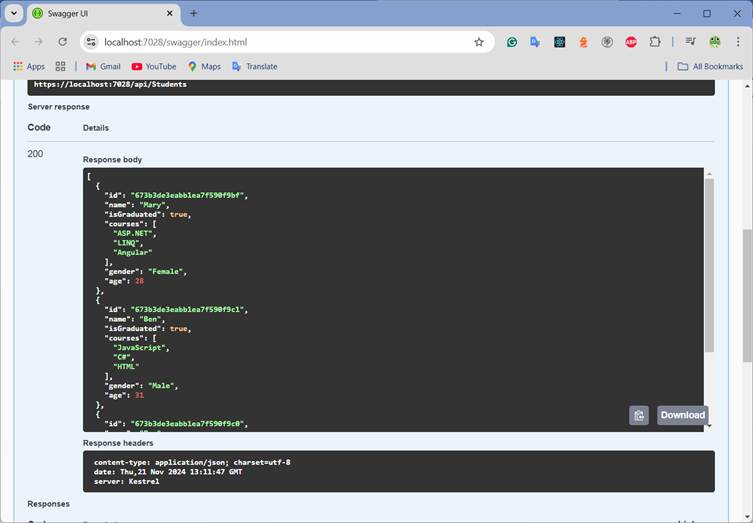 Swagger UI
localhost:7028/swagger/index.html
Apps
Gmail
YouTube
Maps
Translate
All Bookmarks
https://localhost:7028/api/Students
Server response
Code Details
200
Response body
[
{
"id": "673b3de3eabb1ea7f590f9bf",
"name": "Mary",
"isGraduated": true,
"courses": [
"ASP.NET",
"LINQ",
"Angular"
],
"gender": "Female",
"age": 28
},
{
"id": "673b3de3eabb1ea7f590f9c1",
"name": "Ben",
"isGraduated": true,
"courses": [
"JavaScript",
"C#",
"HTML"
],
"gender": "Male",
"age": 31
},
{
"id": "673b3de3eabb1ea7f590f9c0",
Download
Response headers
content-type: application/json; charset=utf-8
date: Thu,21 Nov 2024 13:11:47 GMT
server: Kestrel
Responses